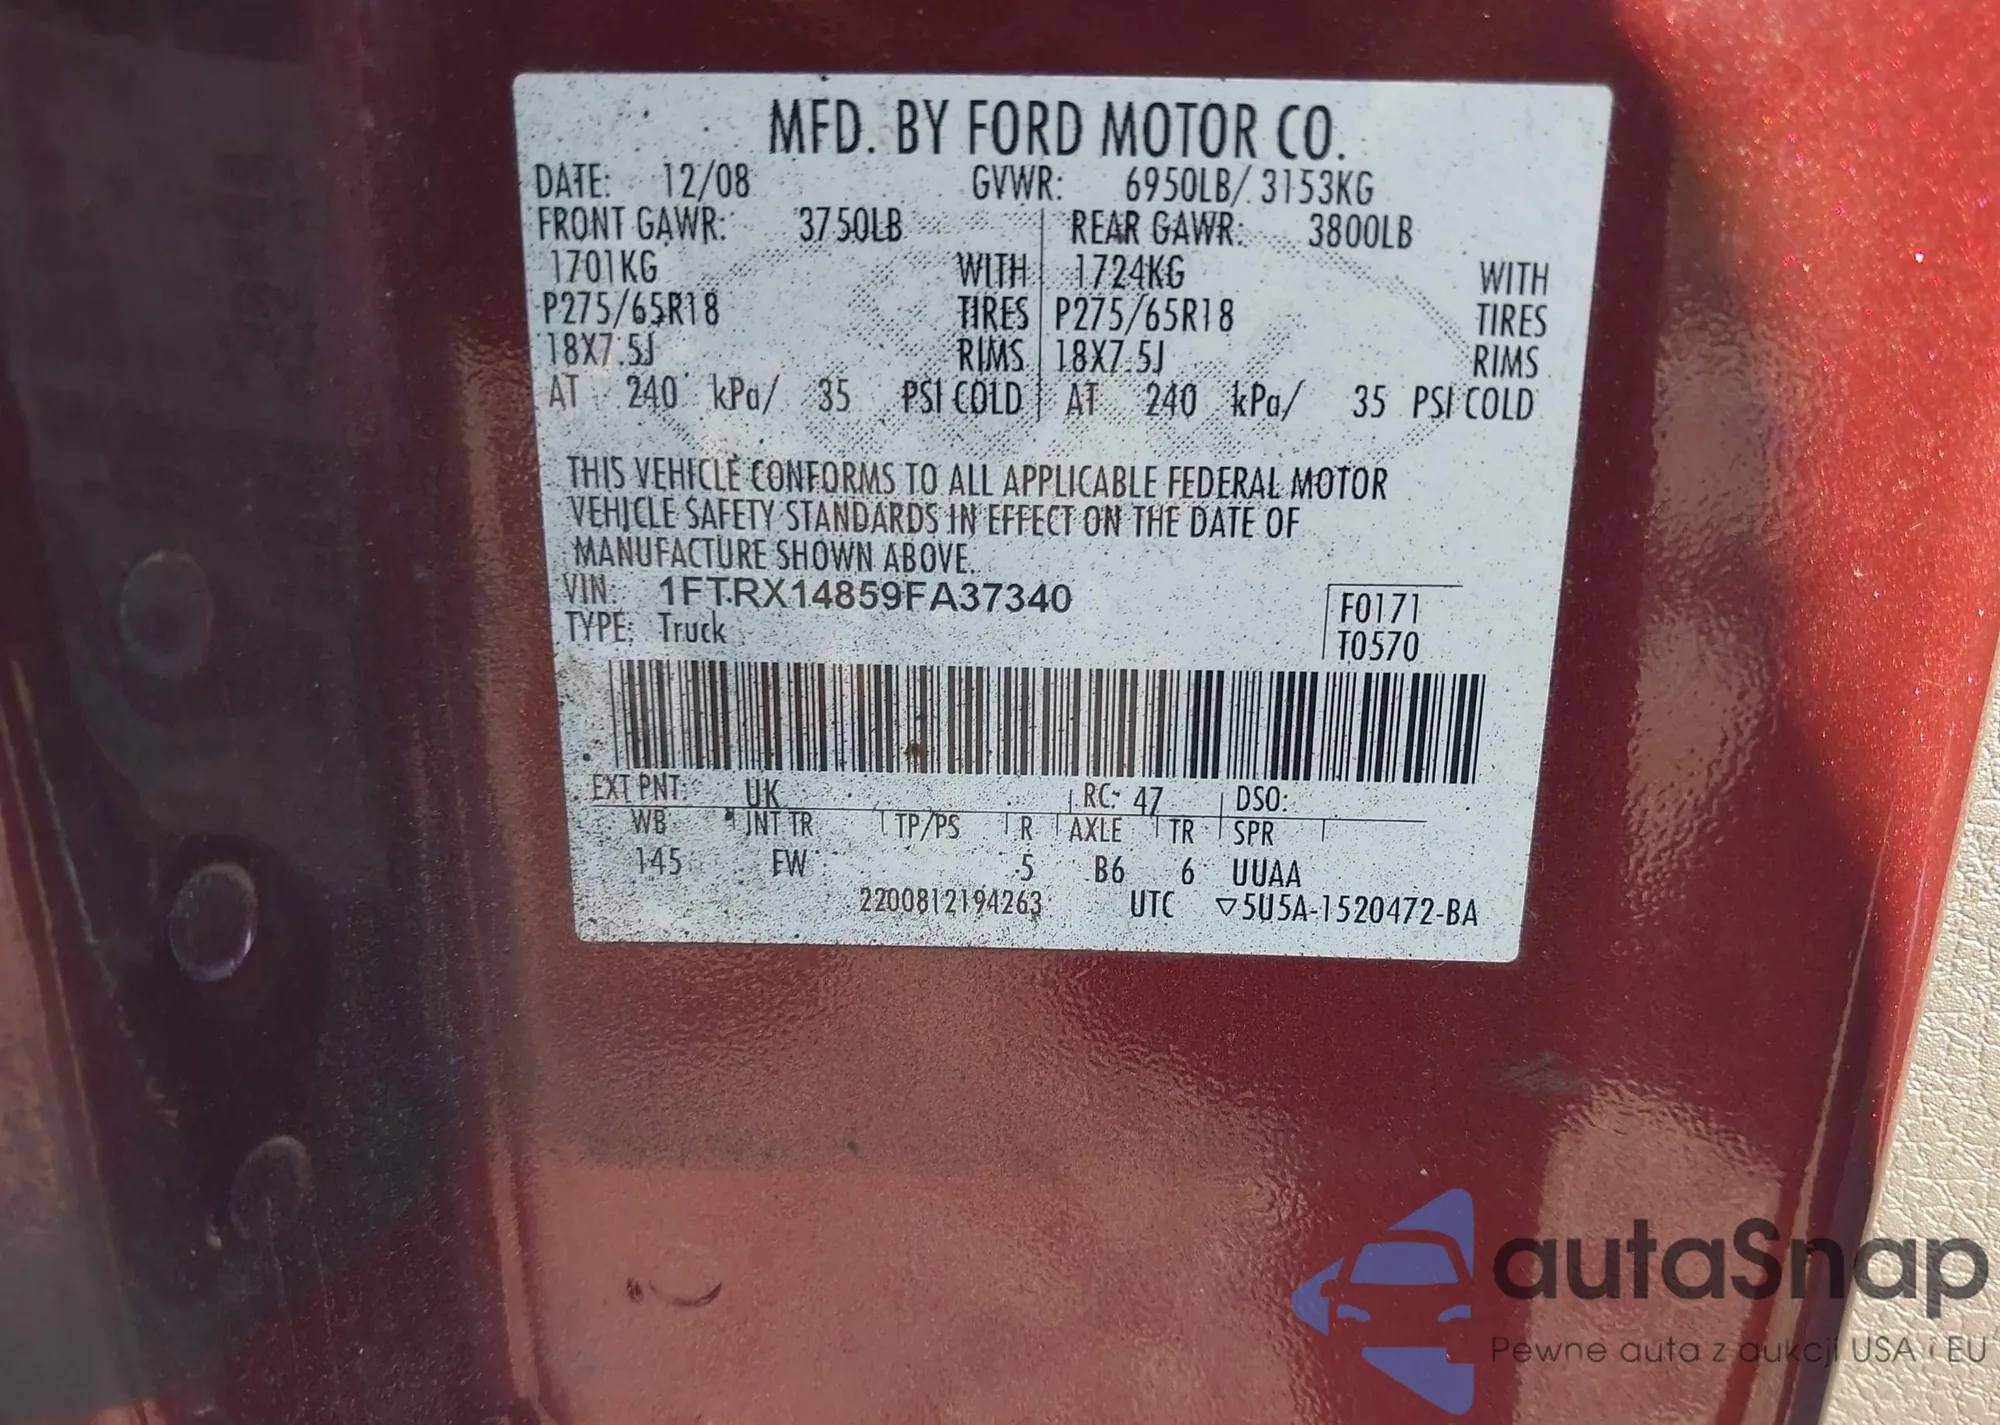 MFD. BY FORD MOTOR CO.
DATE: 12/08 GVWR: 6950LB/ 3153KG
FRONT GAWR: 3750LB REAR GAWR: 3800LB
1701KG WITH 1724KG WITH
P275/65R18 TIRES P275/65R18 TIRES
18X7.5J RIMS 18X7.5J RIMS
AT 240 kPa/ 35 PSI COLD AT 240 kPa/ 35 PSI COLD
THIS VEHICLE CONFORMS TO ALL APPLICABLE FEDERAL MOTOR
VEHICLE SAFETY STANDARDS IN EFFECT ON THE DATE OF
MANUFACTURE SHOWN ABOVE.
VIN: 1FTRX14859FA37340
TYPE: Truck
F0171
T0570
EXT PNT: UK RC: 47 DSO:
WB INT TR TP/PS R AXLE TR SPR
145 EW 5 B6 6 UUAA
2200812194263 UTC ▽5U5A-1520472-BA
autaSnap
Pewne auta z aukcji USA i EU